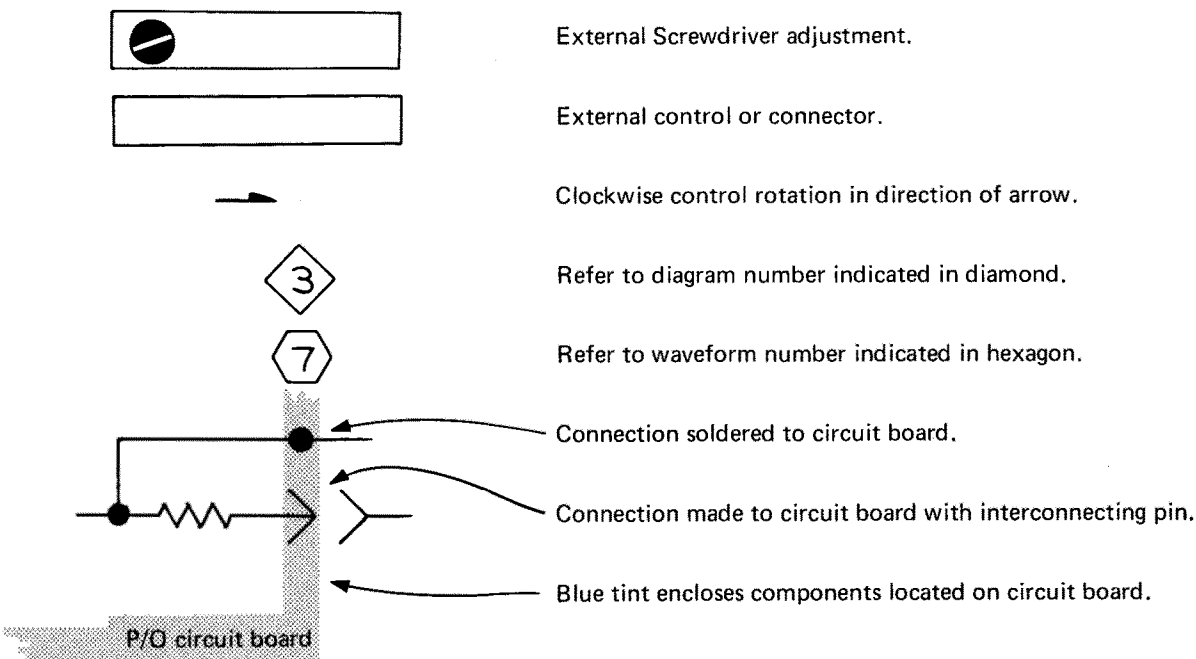 External Screwdriver adjustment.
External control or connector.
Clockwise control rotation in direction of arrow.
3
Refer to diagram number indicated in diamond.
7
Refer to waveform number indicated in hexagon.
Connection soldered to circuit board.
Connection made to circuit board with interconnecting pin.
Blue tint encloses components located on circuit board.
P/O circuit board